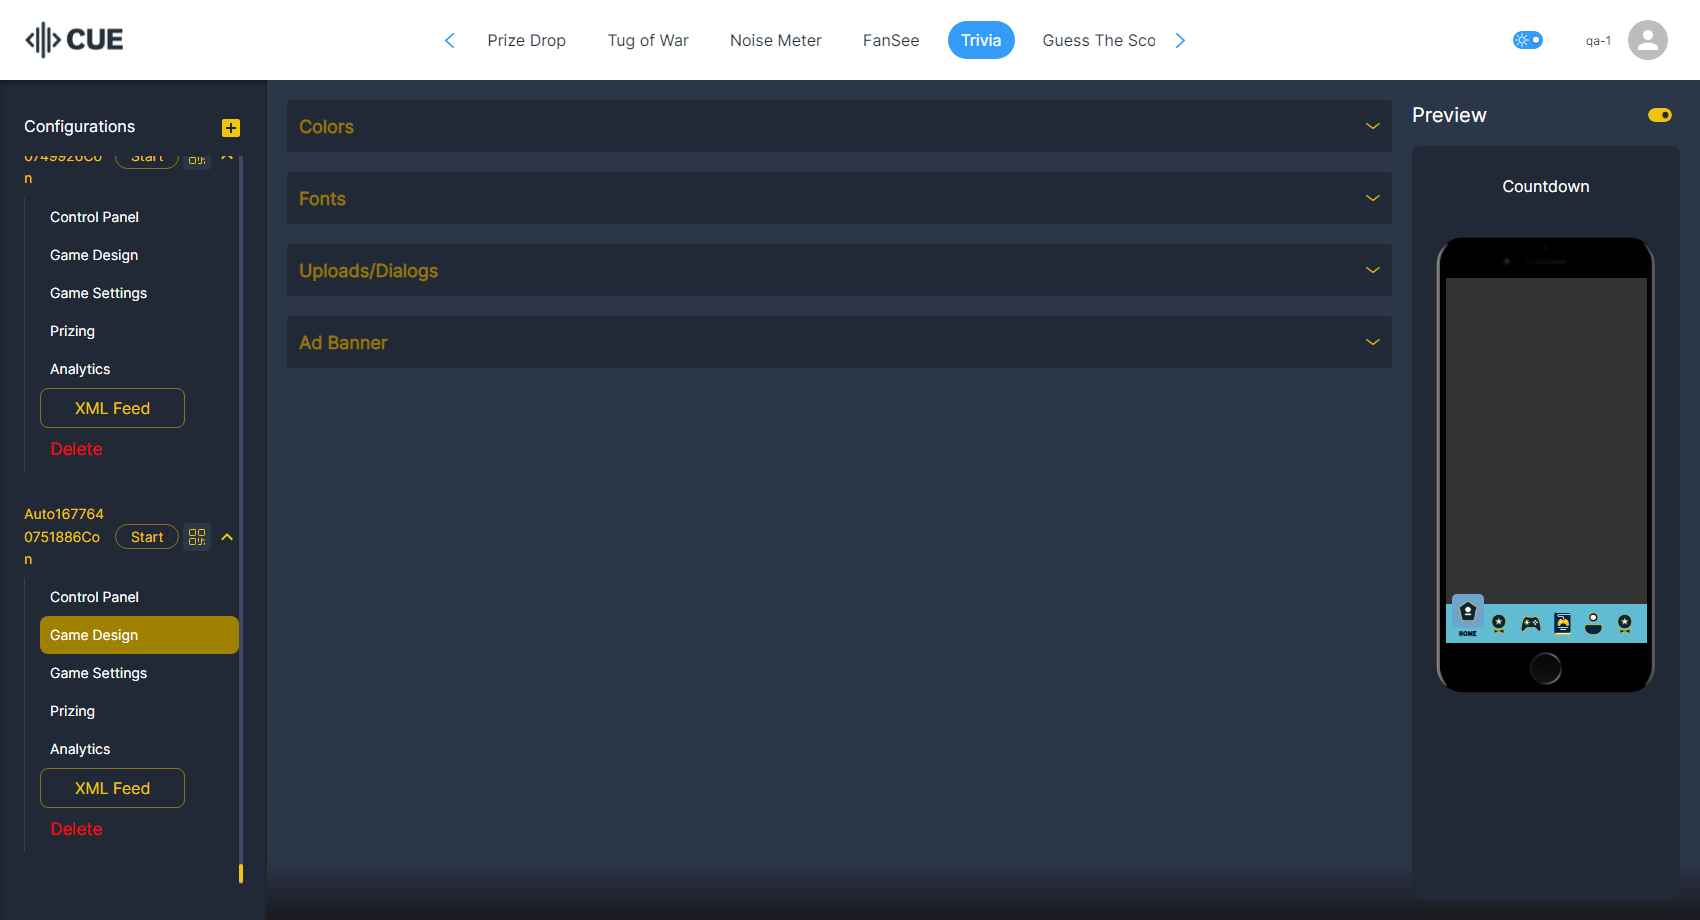 CUE
Prize Drop
Tug of War
Noise Meter
FanSee
Trivia
Guess The Sco
qa-1
Configurations
0749926Co
n
Start
Control Panel
Game Design
Game Settings
Prizing
Analytics
XML Feed
Delete
Auto167764
0751886Co
n
Start
Control Panel
Game Design
Game Settings
Prizing
Analytics
XML Feed
Delete
Colors
Fonts
Uploads/Dialogs
Ad Banner
Preview
Countdown
HOME